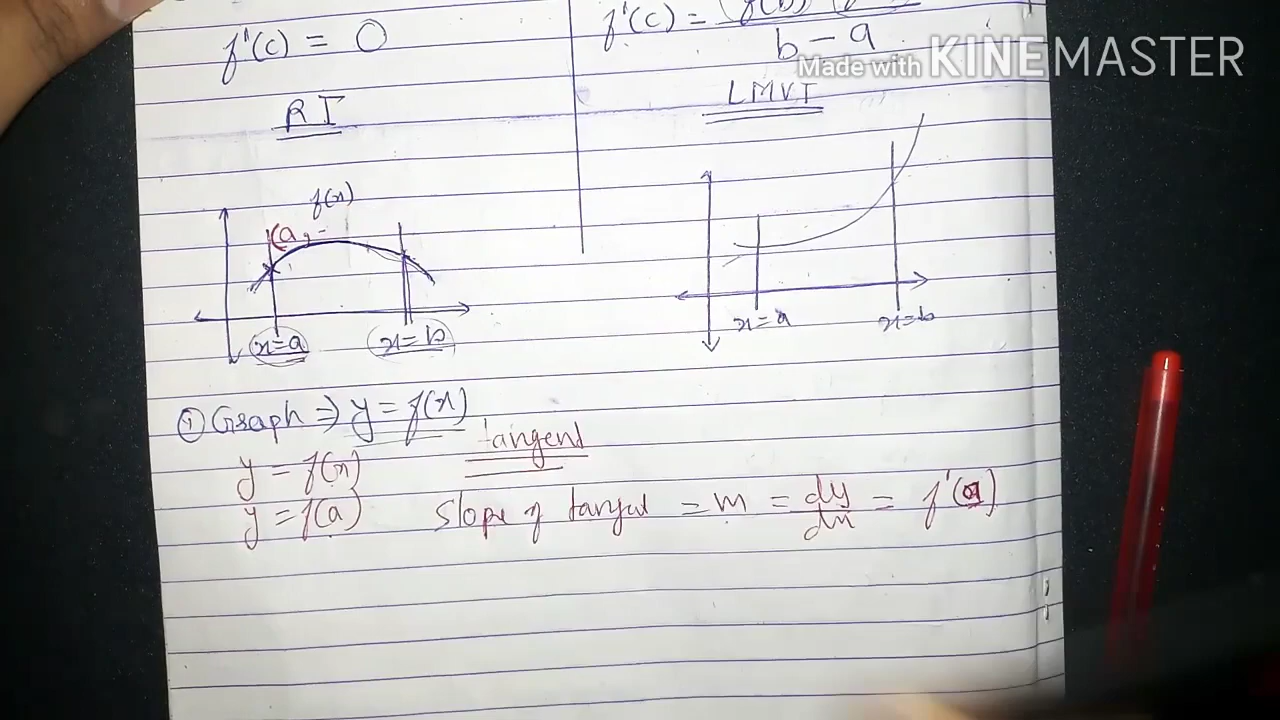 f'(c) = 0
f'(c) = f(b)
b - a
Made with KINEMASTER
RT
LMVT
f(x)
(a, -
x=a
x=b
x=a
x=b
① Graph ⇒ y = f(x)
tangent
y = f(x)
y = f(a)
slope of tangent = m = dy/dx = f'(a)